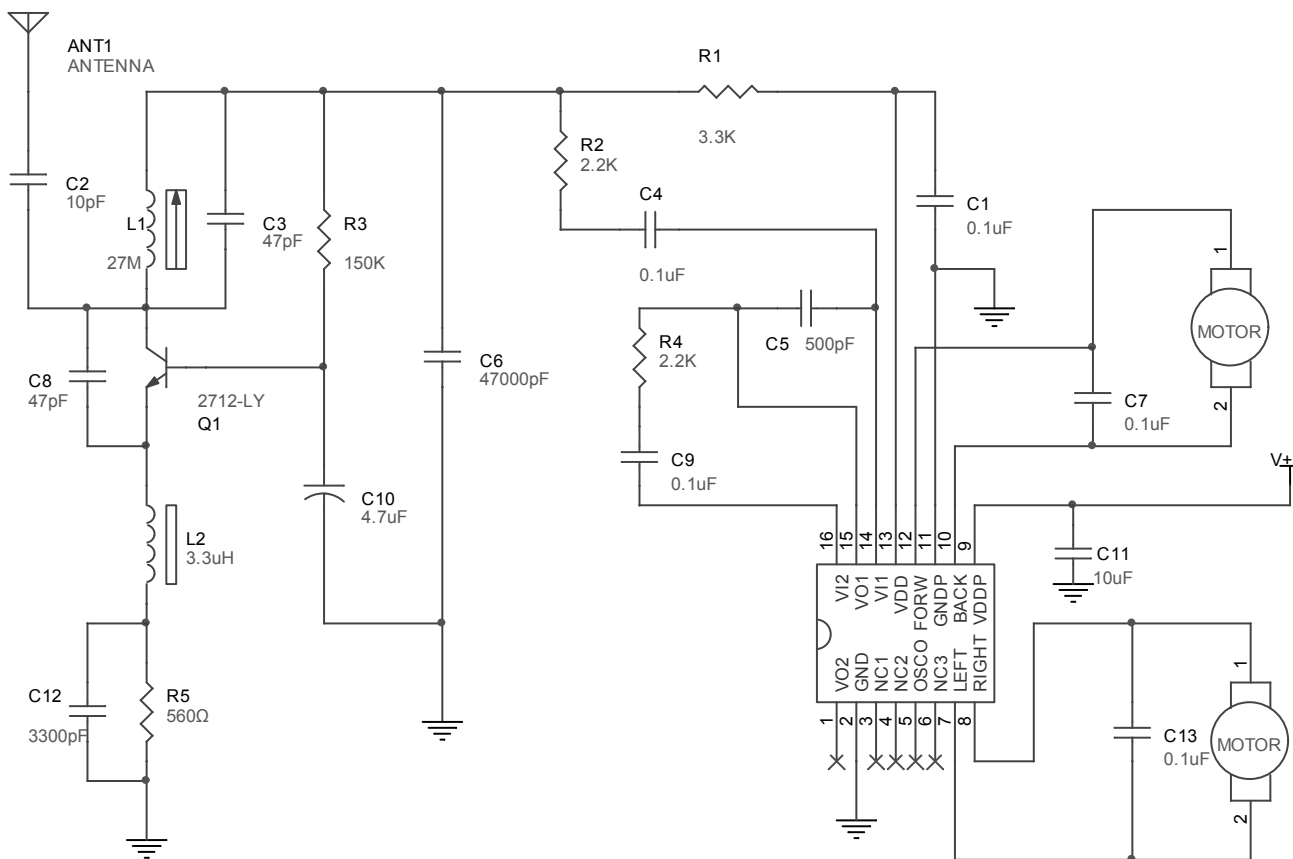 ANT1
ANTENNA
R1
3.3K
R2
2.2K
C2
10pF
L1
27M
C3
47pF
R3
150K
C4
0.1uF
C1
0.1uF
1
MOTOR
2
R4
2.2K
C5
500pF
C6
47000pF
C8
47pF
2712-LY
Q1
C7
0.1uF
C9
0.1uF
V+
C10
4.7uF
L2
3.3uH
C11
10uF
16
15
14
13
12
11
10
9
VI2
VO1
VI1
VDD
FORW
GNDP
BACK
VDDP
VO2
GND
NC1
NC2
OSCO
NC3
LEFT
RIGHT
1
2
3
4
5
6
7
8
C12
3300pF
R5
560Ω
C13
0.1uF
1
MOTOR
2